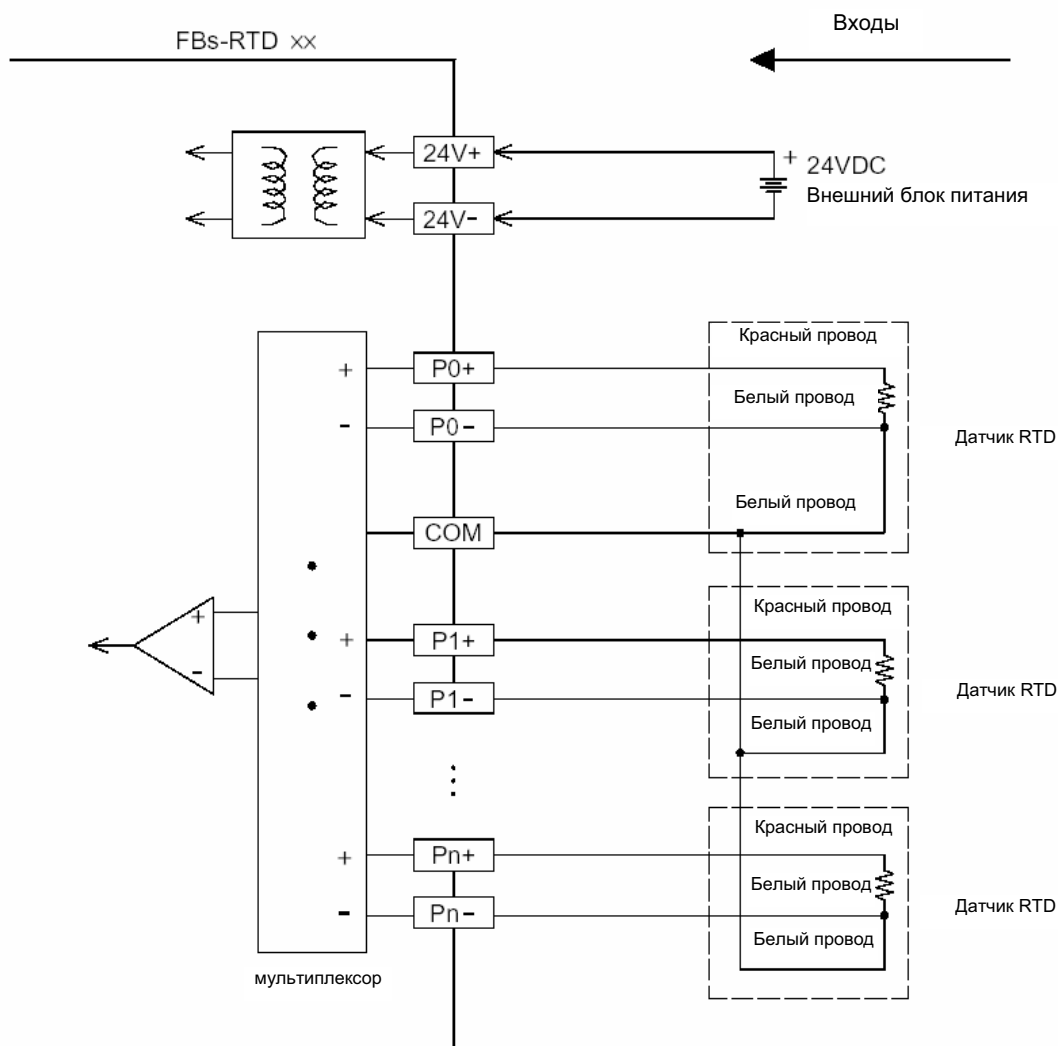 FBs-RTD xx
Входы
24V+
+ 24VDC
Внешний блок питания
24V-
Красный провод
+ P0+
Белый провод
- P0-
Датчик RTD
Белый провод
COM
Красный провод
+
+ P1+
Белый провод
-
- P1-
Датчик RTD
Белый провод
Красный провод
+ Pn+
Белый провод
- Pn-
Датчик RTD
Белый провод
мультиплексор